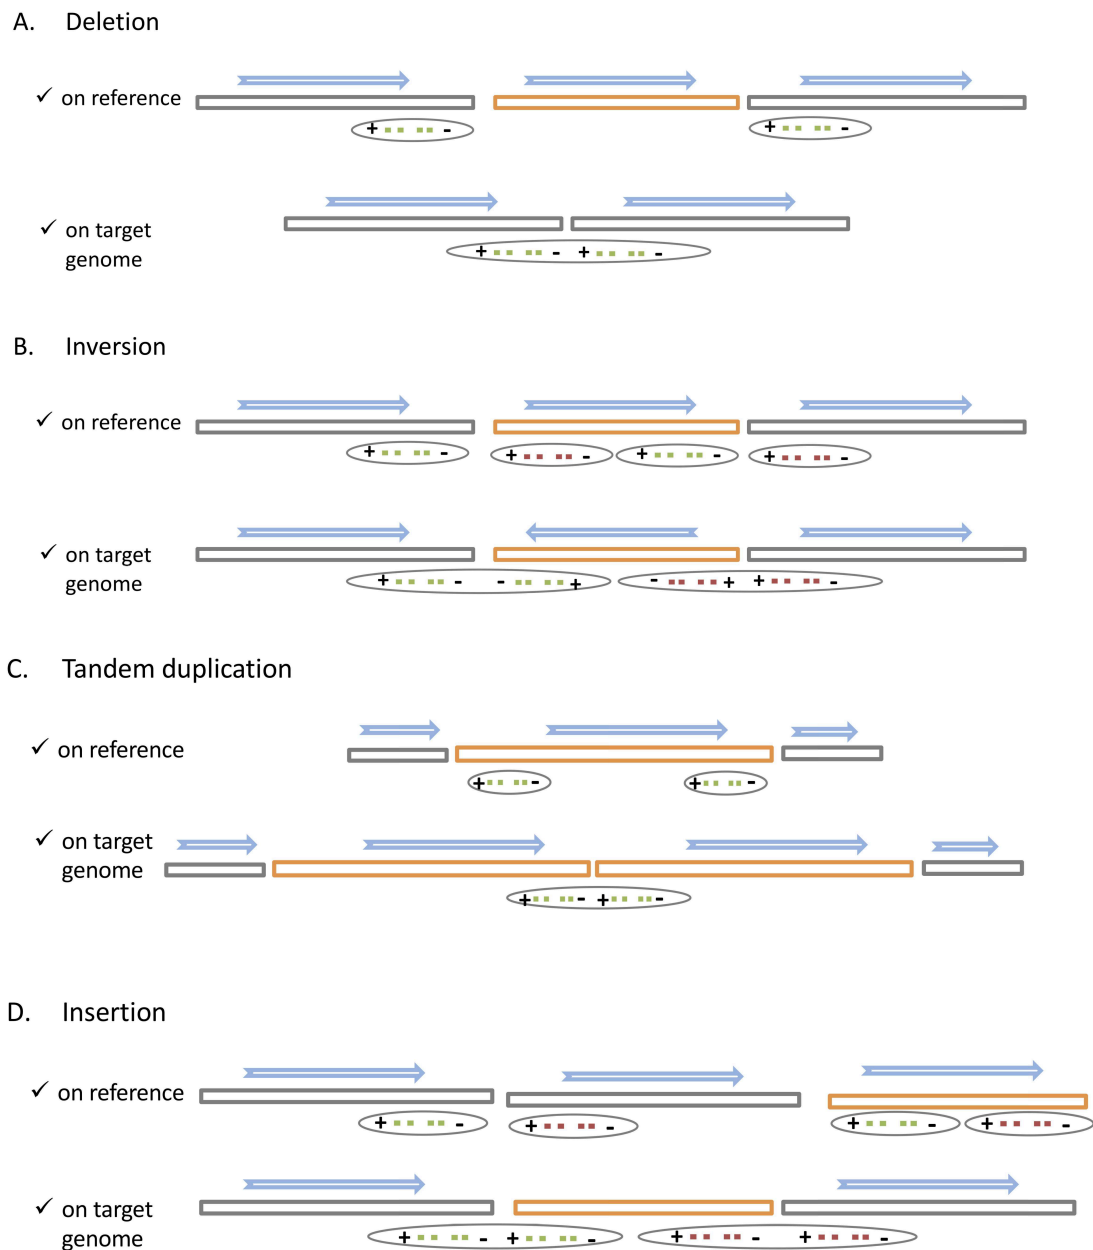 A. Deletion
✓ on reference
+ - + -
✓ on target
genome
+ - + -
B. Inversion
✓ on reference
+ - + - + - + -
✓ on target
genome
+ - - + - + + -
C. Tandem duplication
✓ on reference
+ - + -
✓ on target
genome
+ - + -
D. Insertion
✓ on reference
+ - + - + - + -
✓ on target
genome
+ - + - + - + -